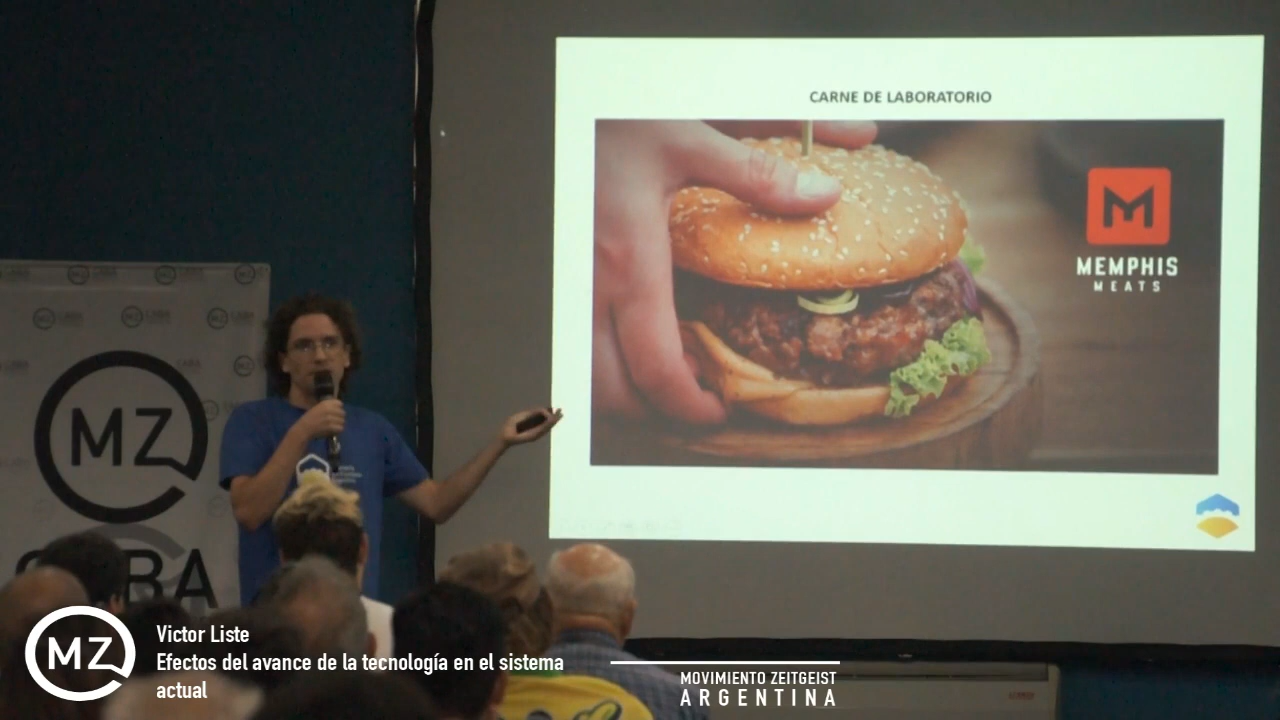 CARNE DE LABORATORIO
M
MEMPHIS
MEATS
MZ
CABA
MZ
Victor Liste
Efectos del avance de la tecnología en el sistema
actual
MOVIMIENTO ZEITGEIST
ARGENTINA